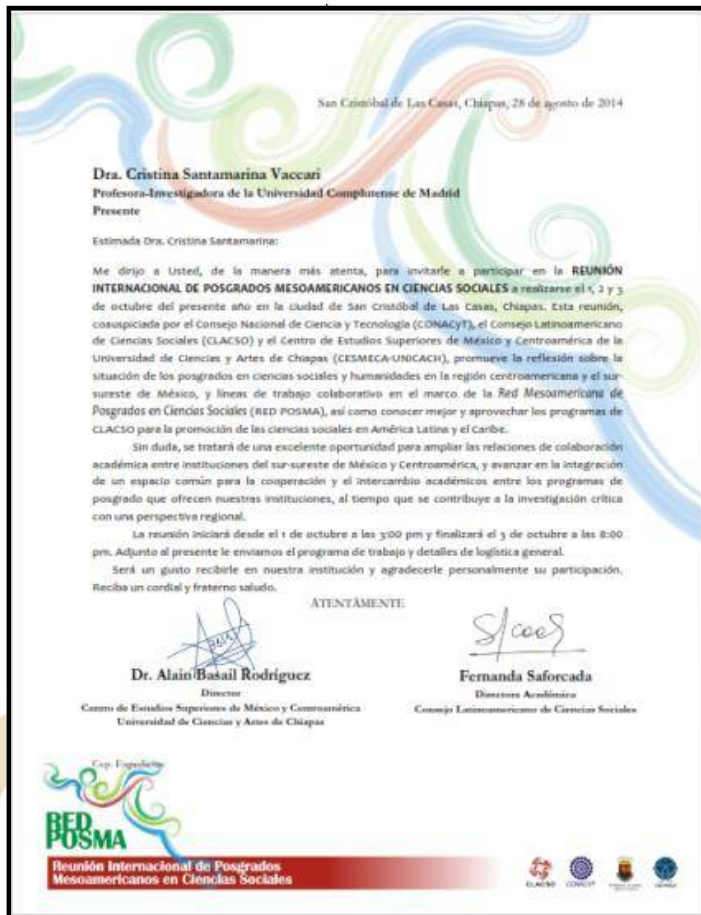 San Cristóbal de Las Casas, Chiapas, 28 de agosto de 2014
Dra. Cristina Santamarina Vaccari
Profesora-Investigadora de la Universidad Complutense de Madrid
Presente
Estimada Dra. Cristina Santamarina:
Me dirijo a Usted, de la manera más atenta, para invitarle a participar en la REUNIÓN
INTERNACIONAL DE POSGRADOS MESOAMERICANOS EN CIENCIAS SOCIALES a realizarse el 1, 2 y 3
de octubre del presente año en la ciudad de San Cristóbal de Las Casas, Chiapas. Esta reunión,
coauspiciada por el Consejo Nacional de Ciencia y Tecnología (CONACyT), el Consejo Latinoamericano
de Ciencias Sociales (CLACSO) y el Centro de Estudios Superiores de México y Centroamérica de la
Universidad de Ciencias y Artes de Chiapas (CESMECA-UNICACH), promueve la reflexión sobre la
situación de los posgrados en ciencias sociales y humanidades en la región centroamericana y el sur-
sureste de México, y líneas de trabajo colaborativo en el marco de la Red Mesoamericana de
Posgrados en Ciencias Sociales (RED POSMA), así como conocer mejor y aprovechar los programas de
CLACSO para la promoción de las ciencias sociales en América Latina y el Caribe.
Sin duda, se tratará de una excelente oportunidad para ampliar las relaciones de colaboración
académica entre instituciones del sur-sureste de México y Centroamérica, y avanzar en la integración
de un espacio común para la cooperación y el intercambio académicos entre los programas de
posgrado que ofrecen nuestras instituciones, al tiempo que se contribuye a la investigación crítica
con una perspectiva regional.
La reunión iniciará desde el 1 de octubre a las 3:00 pm y finalizará el 3 de octubre a las 8:00
pm. Adjunto al presente le enviamos el programa de trabajo y detalles de logística general.
Será un gusto recibirle en nuestra institución y agradecerle personalmente su participación.
Reciba un cordial y fraterno saludo.
ATENTAMENTE
Dr. Alain Basail Rodríguez
Director
Centro de Estudios Superiores de México y Centroamérica
Universidad de Ciencias y Artes de Chiapas
Fernanda Saforcada
Directora Académica
Consejo Latinoamericano de Ciencias Sociales
Ccp. Expediente
RED
POSMA
Reunión Internacional de Posgrados
Mesoamericanos en Ciencias Sociales
CLACSO
CONACYT